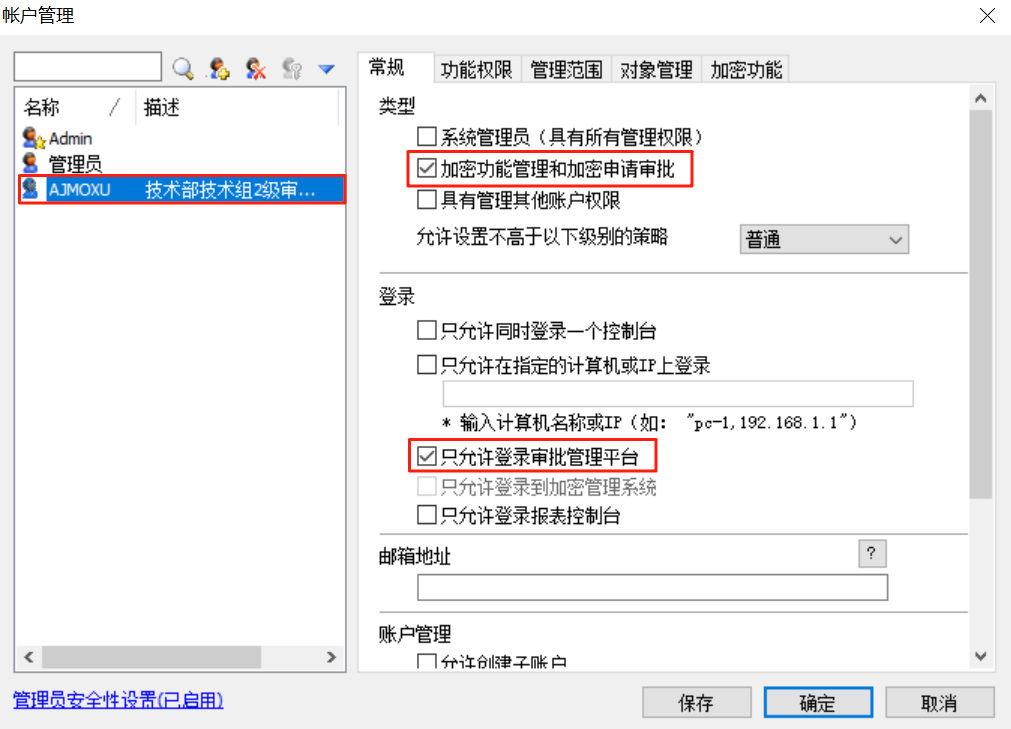 帐户管理
名称 / 描述
Admin
管理员
AJMOXU 技术部技术组2级审...
常规 功能权限 管理范围 对象管理 加密功能
类型
系统管理员（具有所有管理权限）
加密功能管理和加密申请审批
具有管理其他账户权限
允许设置不高于以下级别的策略 普通
登录
只允许同时登录一个控制台
只允许在指定的计算机或IP上登录
* 输入计算机名称或IP（如： "pc-1,192.168.1.1"）
只允许登录审批管理平台
只允许登录到加密管理系统
只允许登录报表控制台
邮箱地址 ?
账户管理
允许创建子账户
管理员安全性设置(已启用)
保存 确定 取消